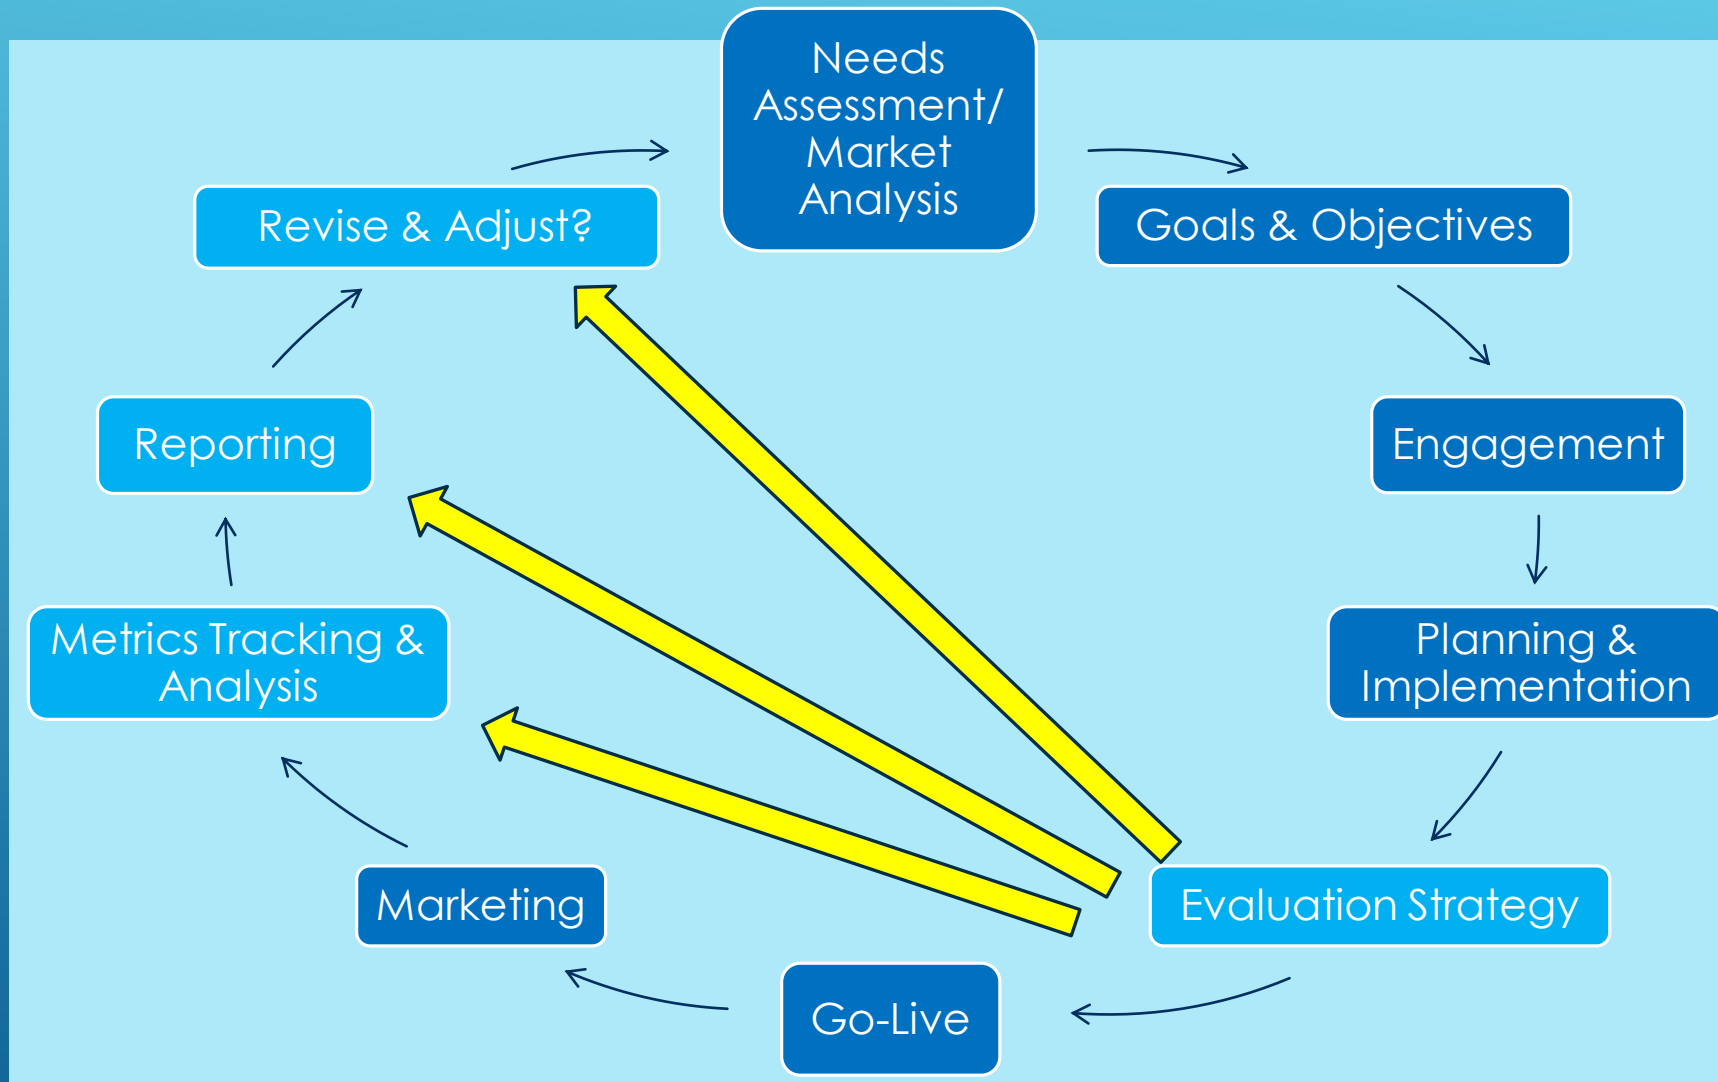 Needs
Assessment/
Market
Analysis
Goals & Objectives
Engagement
Planning &
Implementation
Evaluation Strategy
Go-Live
Marketing
Metrics Tracking &
Analysis
Reporting
Revise & Adjust?